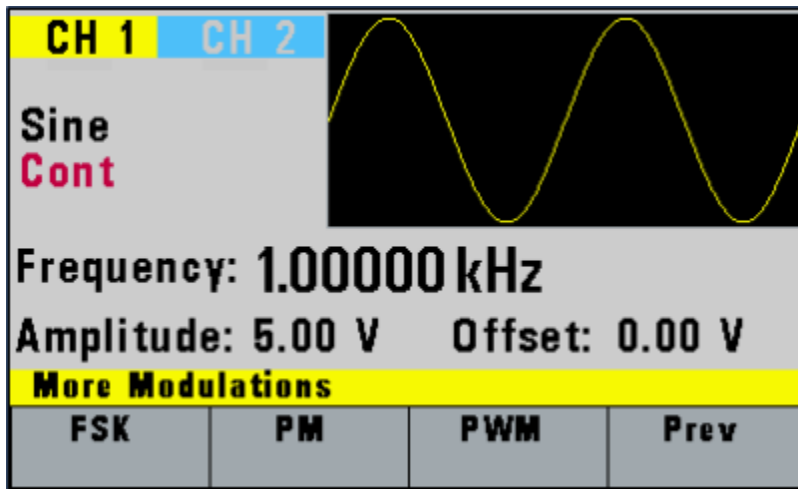 CH 1 CH 2
Sine
Cont
Frequency: 1.00000 kHz
Amplitude: 5.00 V Offset: 0.00 V
More Modulations
FSK PM PWM Prev